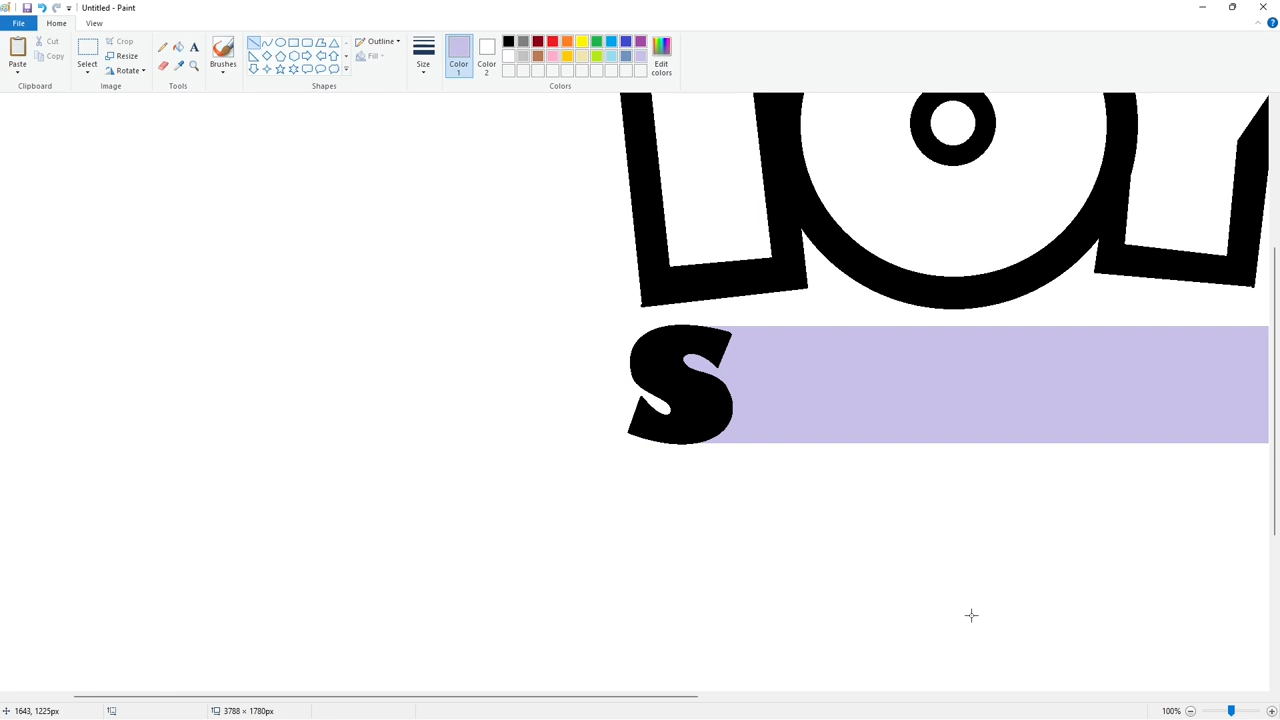 Untitled - Paint
File Home View
Paste Cut Copy Select Crop Resize Rotate A Brushes Outline Fill Size Color 1 Color 2 Edit colors
Clipboard Image Tools Shapes Colors
S
1643, 1225px 3788 × 1780px 100%